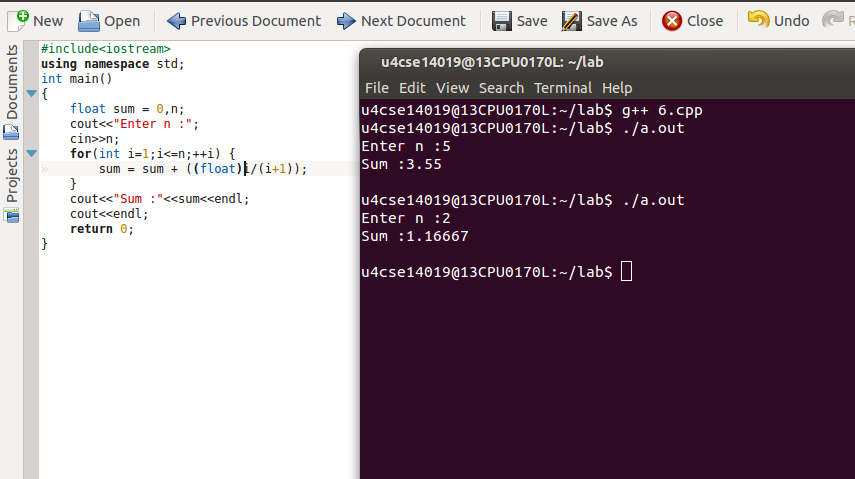 New Open Previous Document Next Document Save Save As Close Undo
Documents
Projects
#include<iostream>
using namespace std;
int main()
{
    float sum = 0,n;
    cout<<"Enter n :";
    cin>>n;
    for(int i=1;i<=n;++i) {
        sum = sum + ((float)i/(i+1));
    }
    cout<<"Sum :"<<sum<<endl;
    cout<<endl;
    return 0;
}
u4cse14019@13CPU0170L: ~/lab
File Edit View Search Terminal Help
u4cse14019@13CPU0170L:~/lab$ g++ 6.cpp
u4cse14019@13CPU0170L:~/lab$ ./a.out
Enter n :5
Sum :3.55
u4cse14019@13CPU0170L:~/lab$ ./a.out
Enter n :2
Sum :1.16667
u4cse14019@13CPU0170L:~/lab$